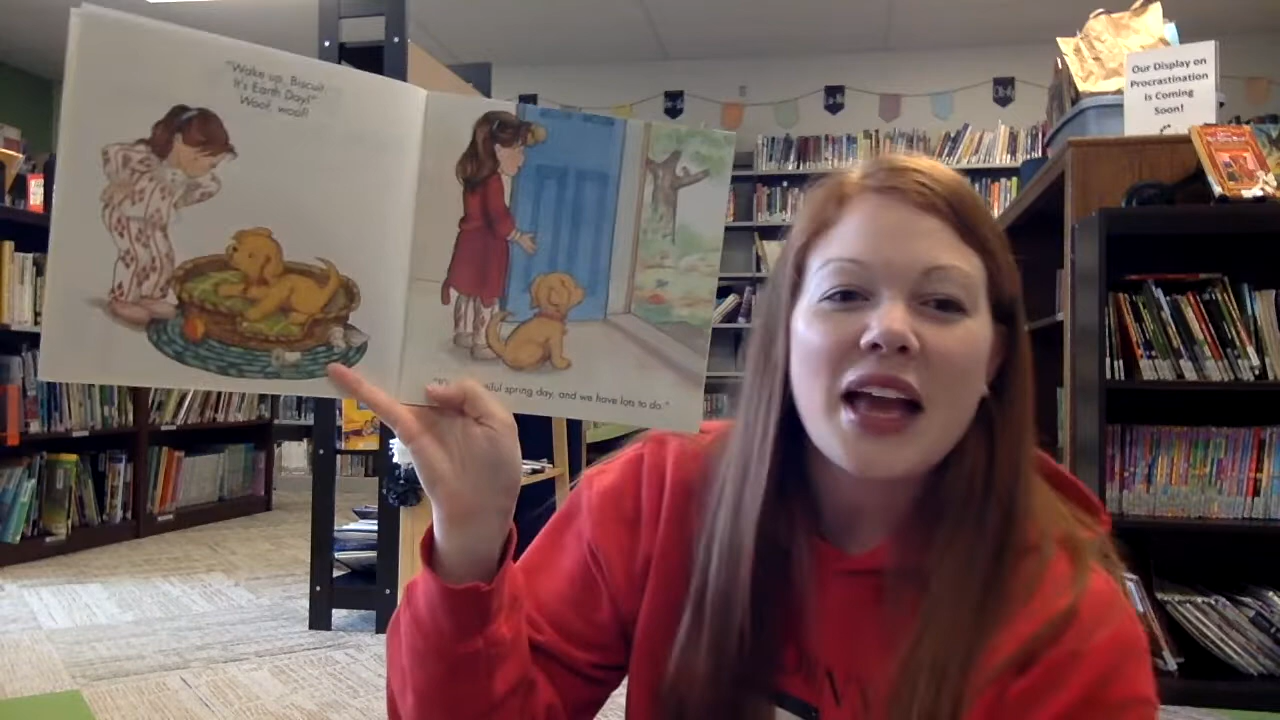 "Wake up, Biscuit.
It's Earth Day!"
Woof, woof!
spring day, and we have lots to do."
Our Display on
Procrastination
is Coming
Soon!